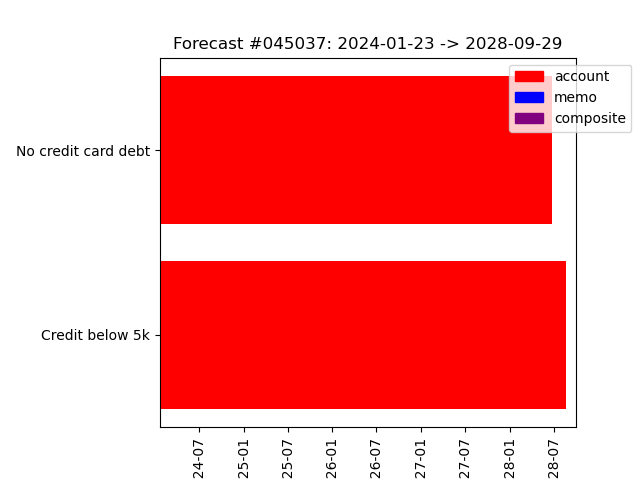 Forecast #045037: 2024-01-23 -> 2028-09-29
account
memo
composite
No credit card debt
Credit below 5k
24-07
25-01
25-07
26-01
26-07
27-01
27-07
28-01
28-07